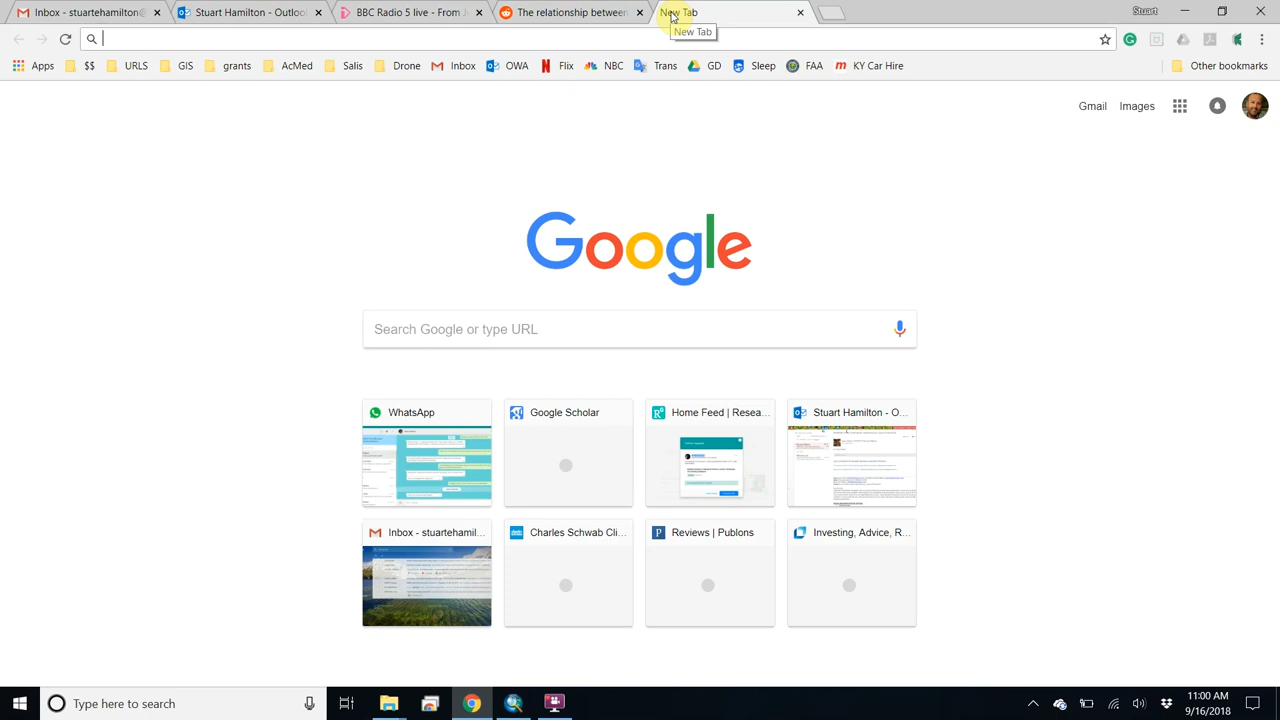 Inbox - stuarthamilton@
Stuart Hamilton - Outlook
BBC Radio 5 live - From J
The relationship between
New Tab
Stuart
New Tab
Apps
$$
URLS
GIS
grants
AcMed
Salis
Drone
Inbox
OWA
Flix
NBC
Trans
GD
Sleep
FAA
KY Car Hire
Other bookmarks
Gmail
Images
Google
Search Google or type URL
WhatsApp
Google Scholar
Home Feed | Resea...
Stuart Hamilton - O...
Inbox - stuartehamil...
Charles Schwab Cli...
Reviews | Publons
Investing, Advice, R...
Type here to search
11:00 AM
9/16/2018